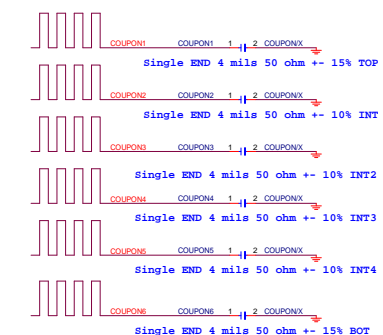 COUPON1 COUPON1 1 2 COUPON/X
Single END 4 mils 50 ohm +- 15% TOP
COUPON2 COUPON2 1 2 COUPON/X
Single END 4 mils 50 ohm +- 10% INT
COUPON3 COUPON3 1 2 COUPON/X
Single END 4 mils 50 ohm +- 10% INT2
COUPON4 COUPON4 1 2 COUPON/X
Single END 4 mils 50 ohm +- 10% INT3
COUPON5 COUPON5 1 2 COUPON/X
Single END 4 mils 50 ohm +- 10% INT4
COUPON6 COUPON6 1 2 COUPON/X
Single END 4 mils 50 ohm +- 15% BOT